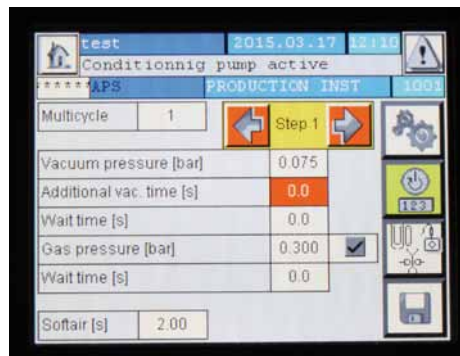 test 2015.03.17 12:10
Conditionnig pump active
******APS PRODUCTION INST 1001
Multicycle 1 Step 1
Vacuum pressure [bar] 0.075
Additional vac. time [s] 0.0
Wait time [s] 0.0
Gas pressure [bar] 0.300
Wait time [s] 0.0
Softair [s] 2.00
123